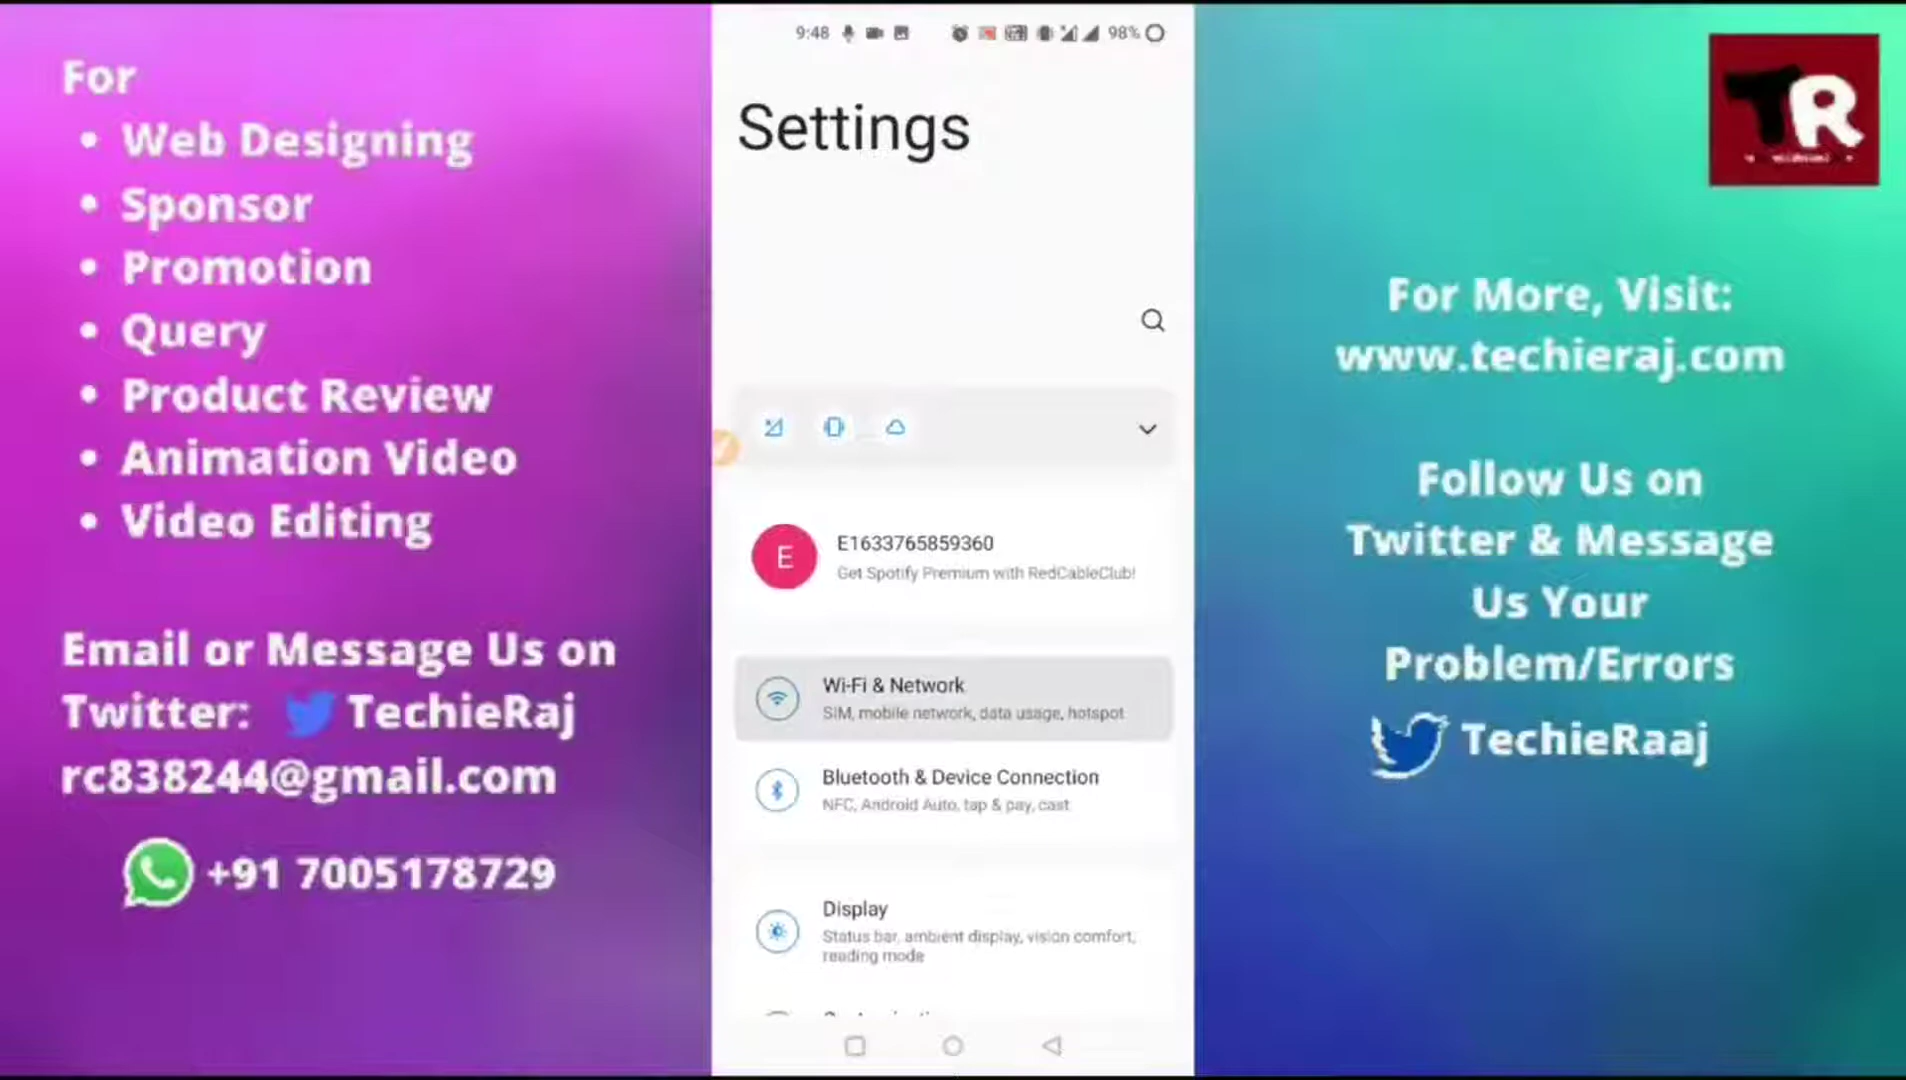 For
• Web Designing
• Sponsor
• Promotion
• Query
• Product Review
• Animation Video
• Video Editing
Email or Message Us on
Twitter: TechieRaj
rc838244@gmail.com
+91 7005178729
9:48 98%
Settings
E
E1633765859360
Get Spotify Premium with RedCableClub!
Wi-Fi & Network
SIM, mobile network, data usage, hotspot
Bluetooth & Device Connection
NFC, Android Auto, tap & pay, cast
Display
Status bar, ambient display, vision comfort,
reading mode
TR
For More, Visit:
www.techieraj.com
Follow Us on
Twitter & Message
Us Your
Problem/Errors
TechieRaaj